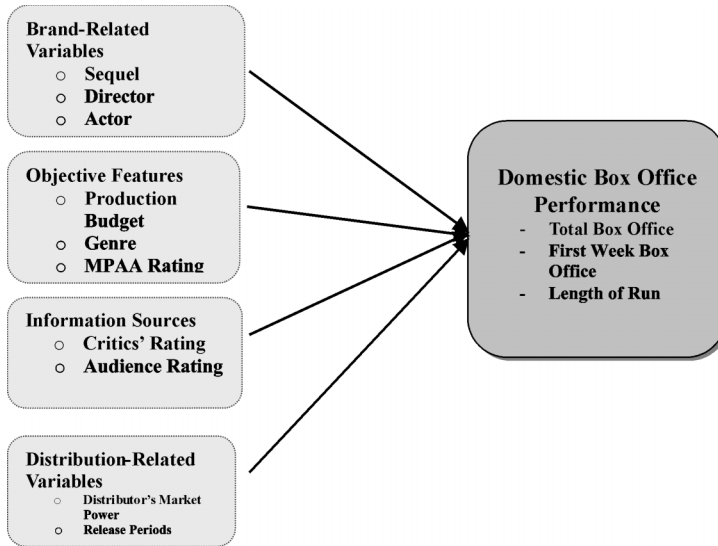 Brand-Related
Variables
○ Sequel
○ Director
○ Actor
Objective Features
○ Production
Budget
○ Genre
○ MPAA Rating
Information Sources
○ Critics' Rating
○ Audience Rating
Distribution-Related
Variables
○ Distributor's Market
Power
○ Release Periods
Domestic Box Office
Performance
- Total Box Office
- First Week Box
Office
- Length of Run